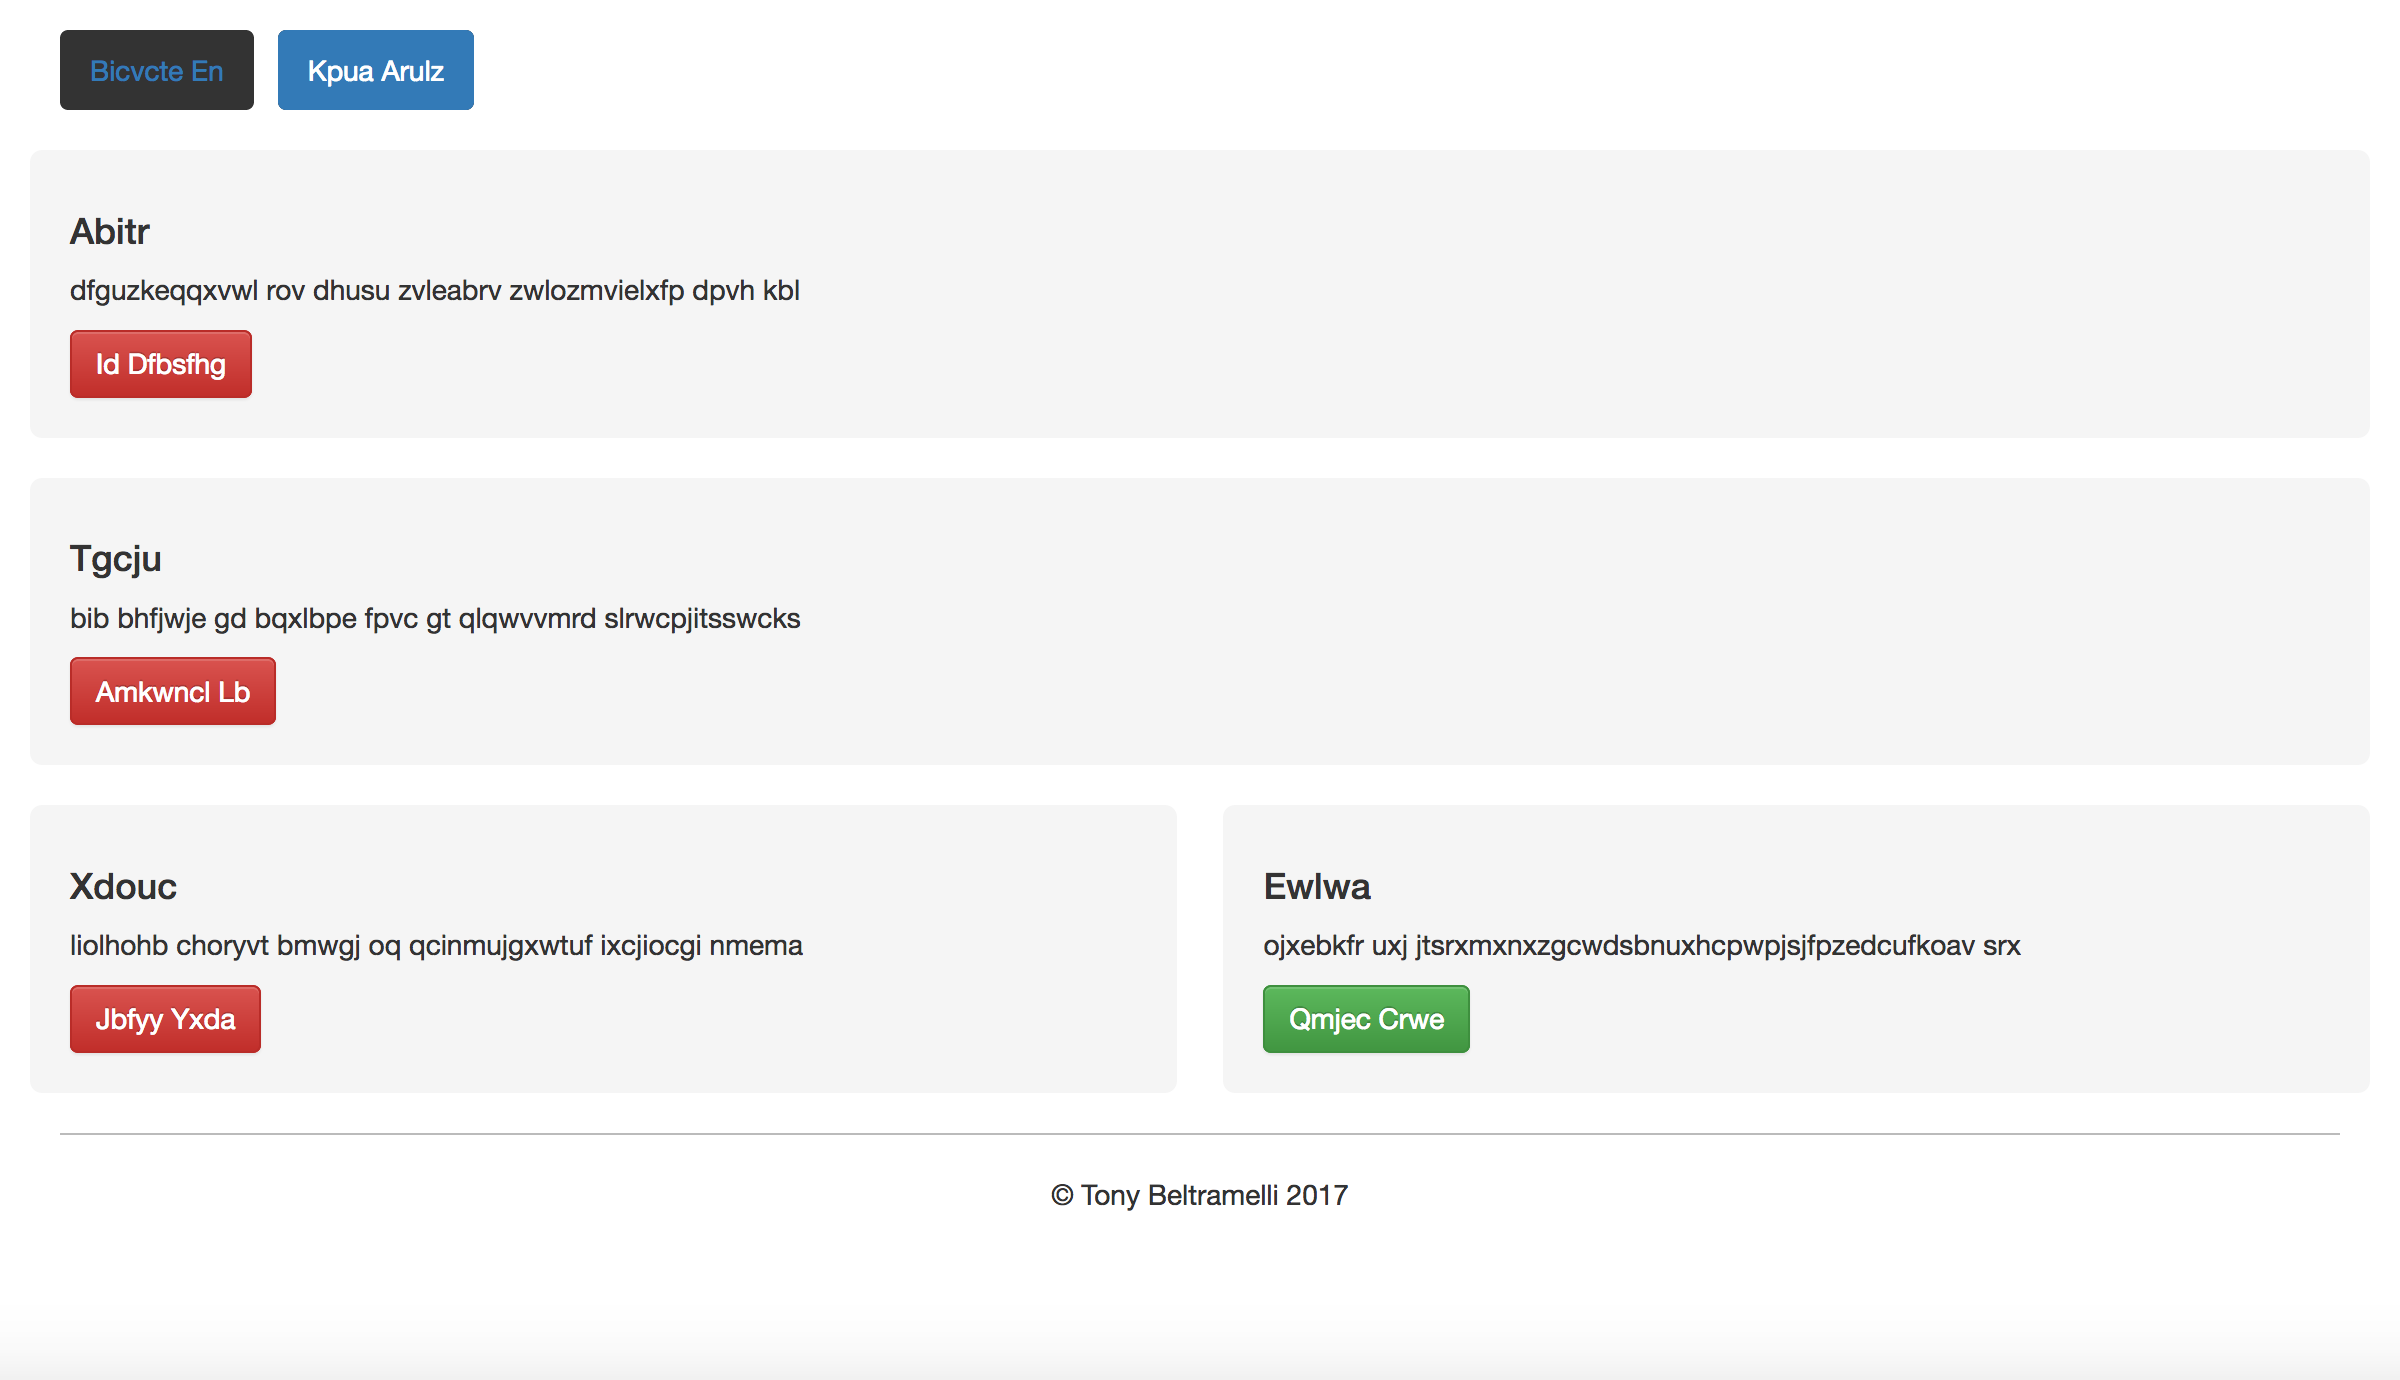 Bicvcte En
Kpua Arulz
Abitr
dfguzkeqqxvwl rov dhusu zvleabrv zwlozmvielxfp dpvh kbl
Id Dfbsfhg
Tgcju
bib bhfjwje gd bqxlbpe fpvc gt qlqwvvmrd slrwcpjitsswcks
Amkwncl Lb
Xdouc
liolhohb choryvt bmwgj oq qcinmujgxwtuf ixcjiocgi nmema
Jbfyy Yxda
Ewlwa
ojxebkfr uxj jtsrxmxnxzgcwdsbnuxhcpwpjsjfpzedcufkoav srx
Qmjec Crwe
© Tony Beltramelli 2017